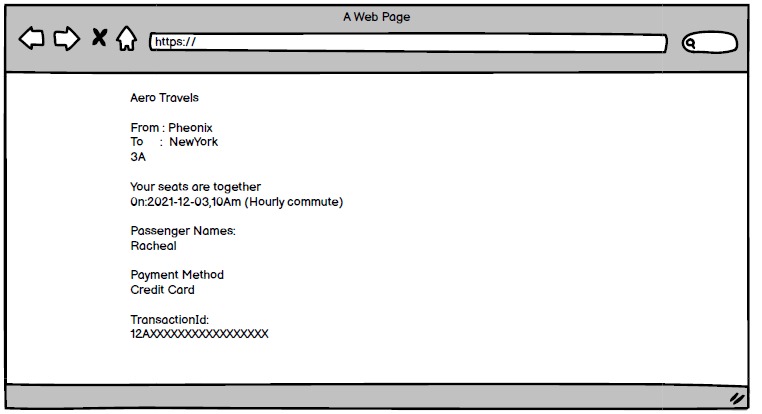 A Web Page
https://
Aero Travels
From : Pheonix
To : NewYork
3A
Your seats are together
On:2021-12-03,10Am (Hourly commute)
Passenger Names:
Racheal
Payment Method
Credit Card
TransactionId:
12AXXXXXXXXXXXXXXXXX